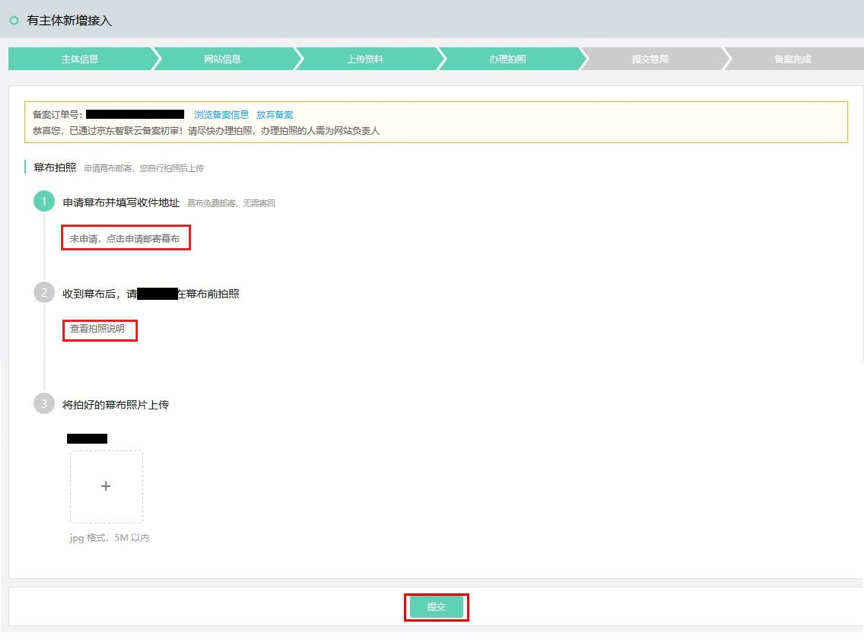 有主体新增接入
主体信息
网站信息
上传资料
办理拍照
提交管局
备案完成
备案订单号： 浏览备案信息 放弃备案
恭喜您，已通过京东智联云备案初审！请尽快办理拍照，办理拍照的人需为网站负责人
幕布拍照 申请幕布邮寄，您自行拍照后上传
1 申请幕布并填写收件地址 幕布免费邮寄，无需寄回
未申请，点击申请邮寄幕布
2 收到幕布后，请 在幕布前拍照
查看拍照说明
3 将拍好的幕布照片上传
+
jpg 格式，5M 以内
提交